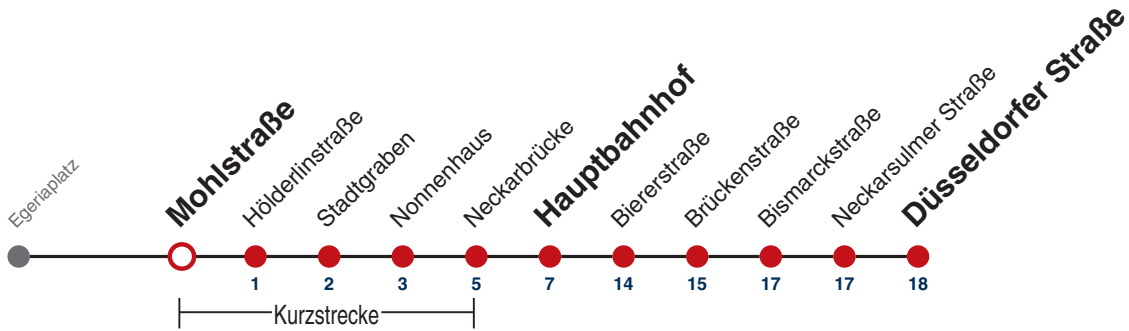 Egeriaplatz
Mohlstraße
Hölderlinstraße
Stadtgraben
Nonnenhaus
Neckarbrücke
Hauptbahnhof
Biererstraße
Brückenstraße
Bismarckstraße
Neckarsulmer Straße
Düsseldorfer Straße
1 2 3 5 7 14 15 17 17 18
Kurzstrecke